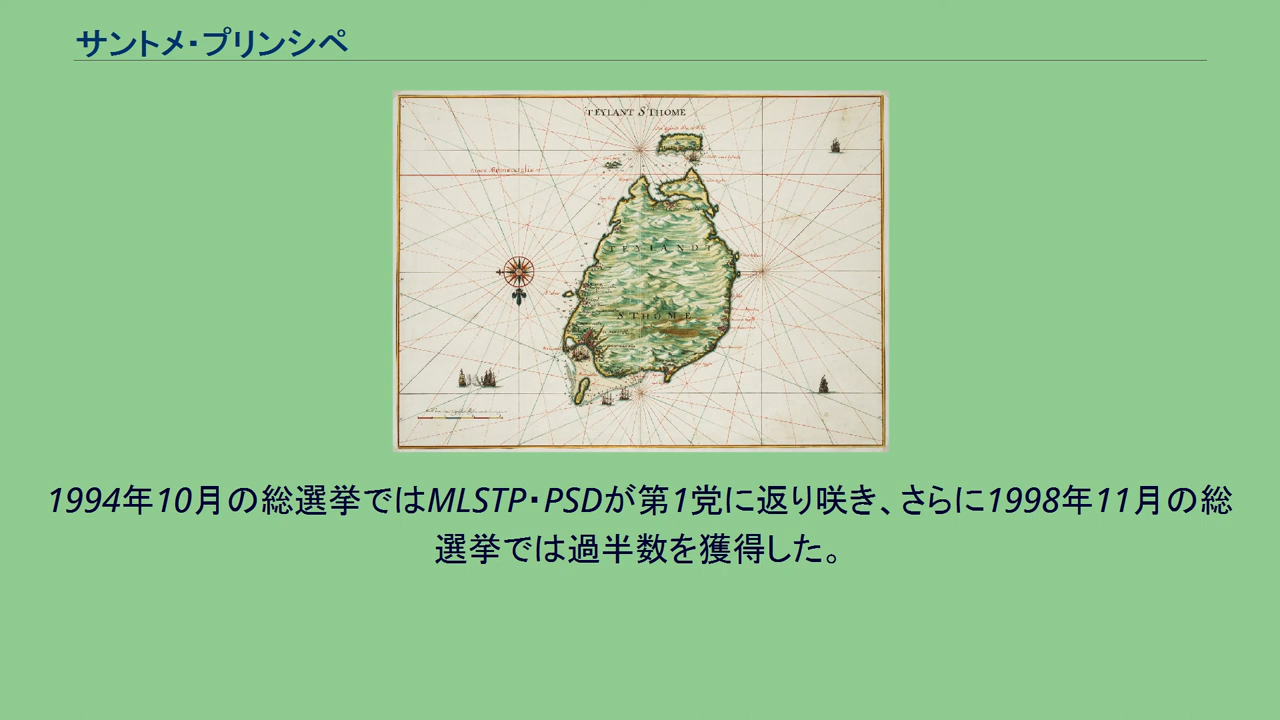 サントメ・プリンシペ
TEYLANT S THOME
TEYLANDT
S THOME
1994年10月の総選挙ではMLSTP・PSDが第1党に返り咲き、さらに1998年11月の総
選挙では過半数を獲得した。